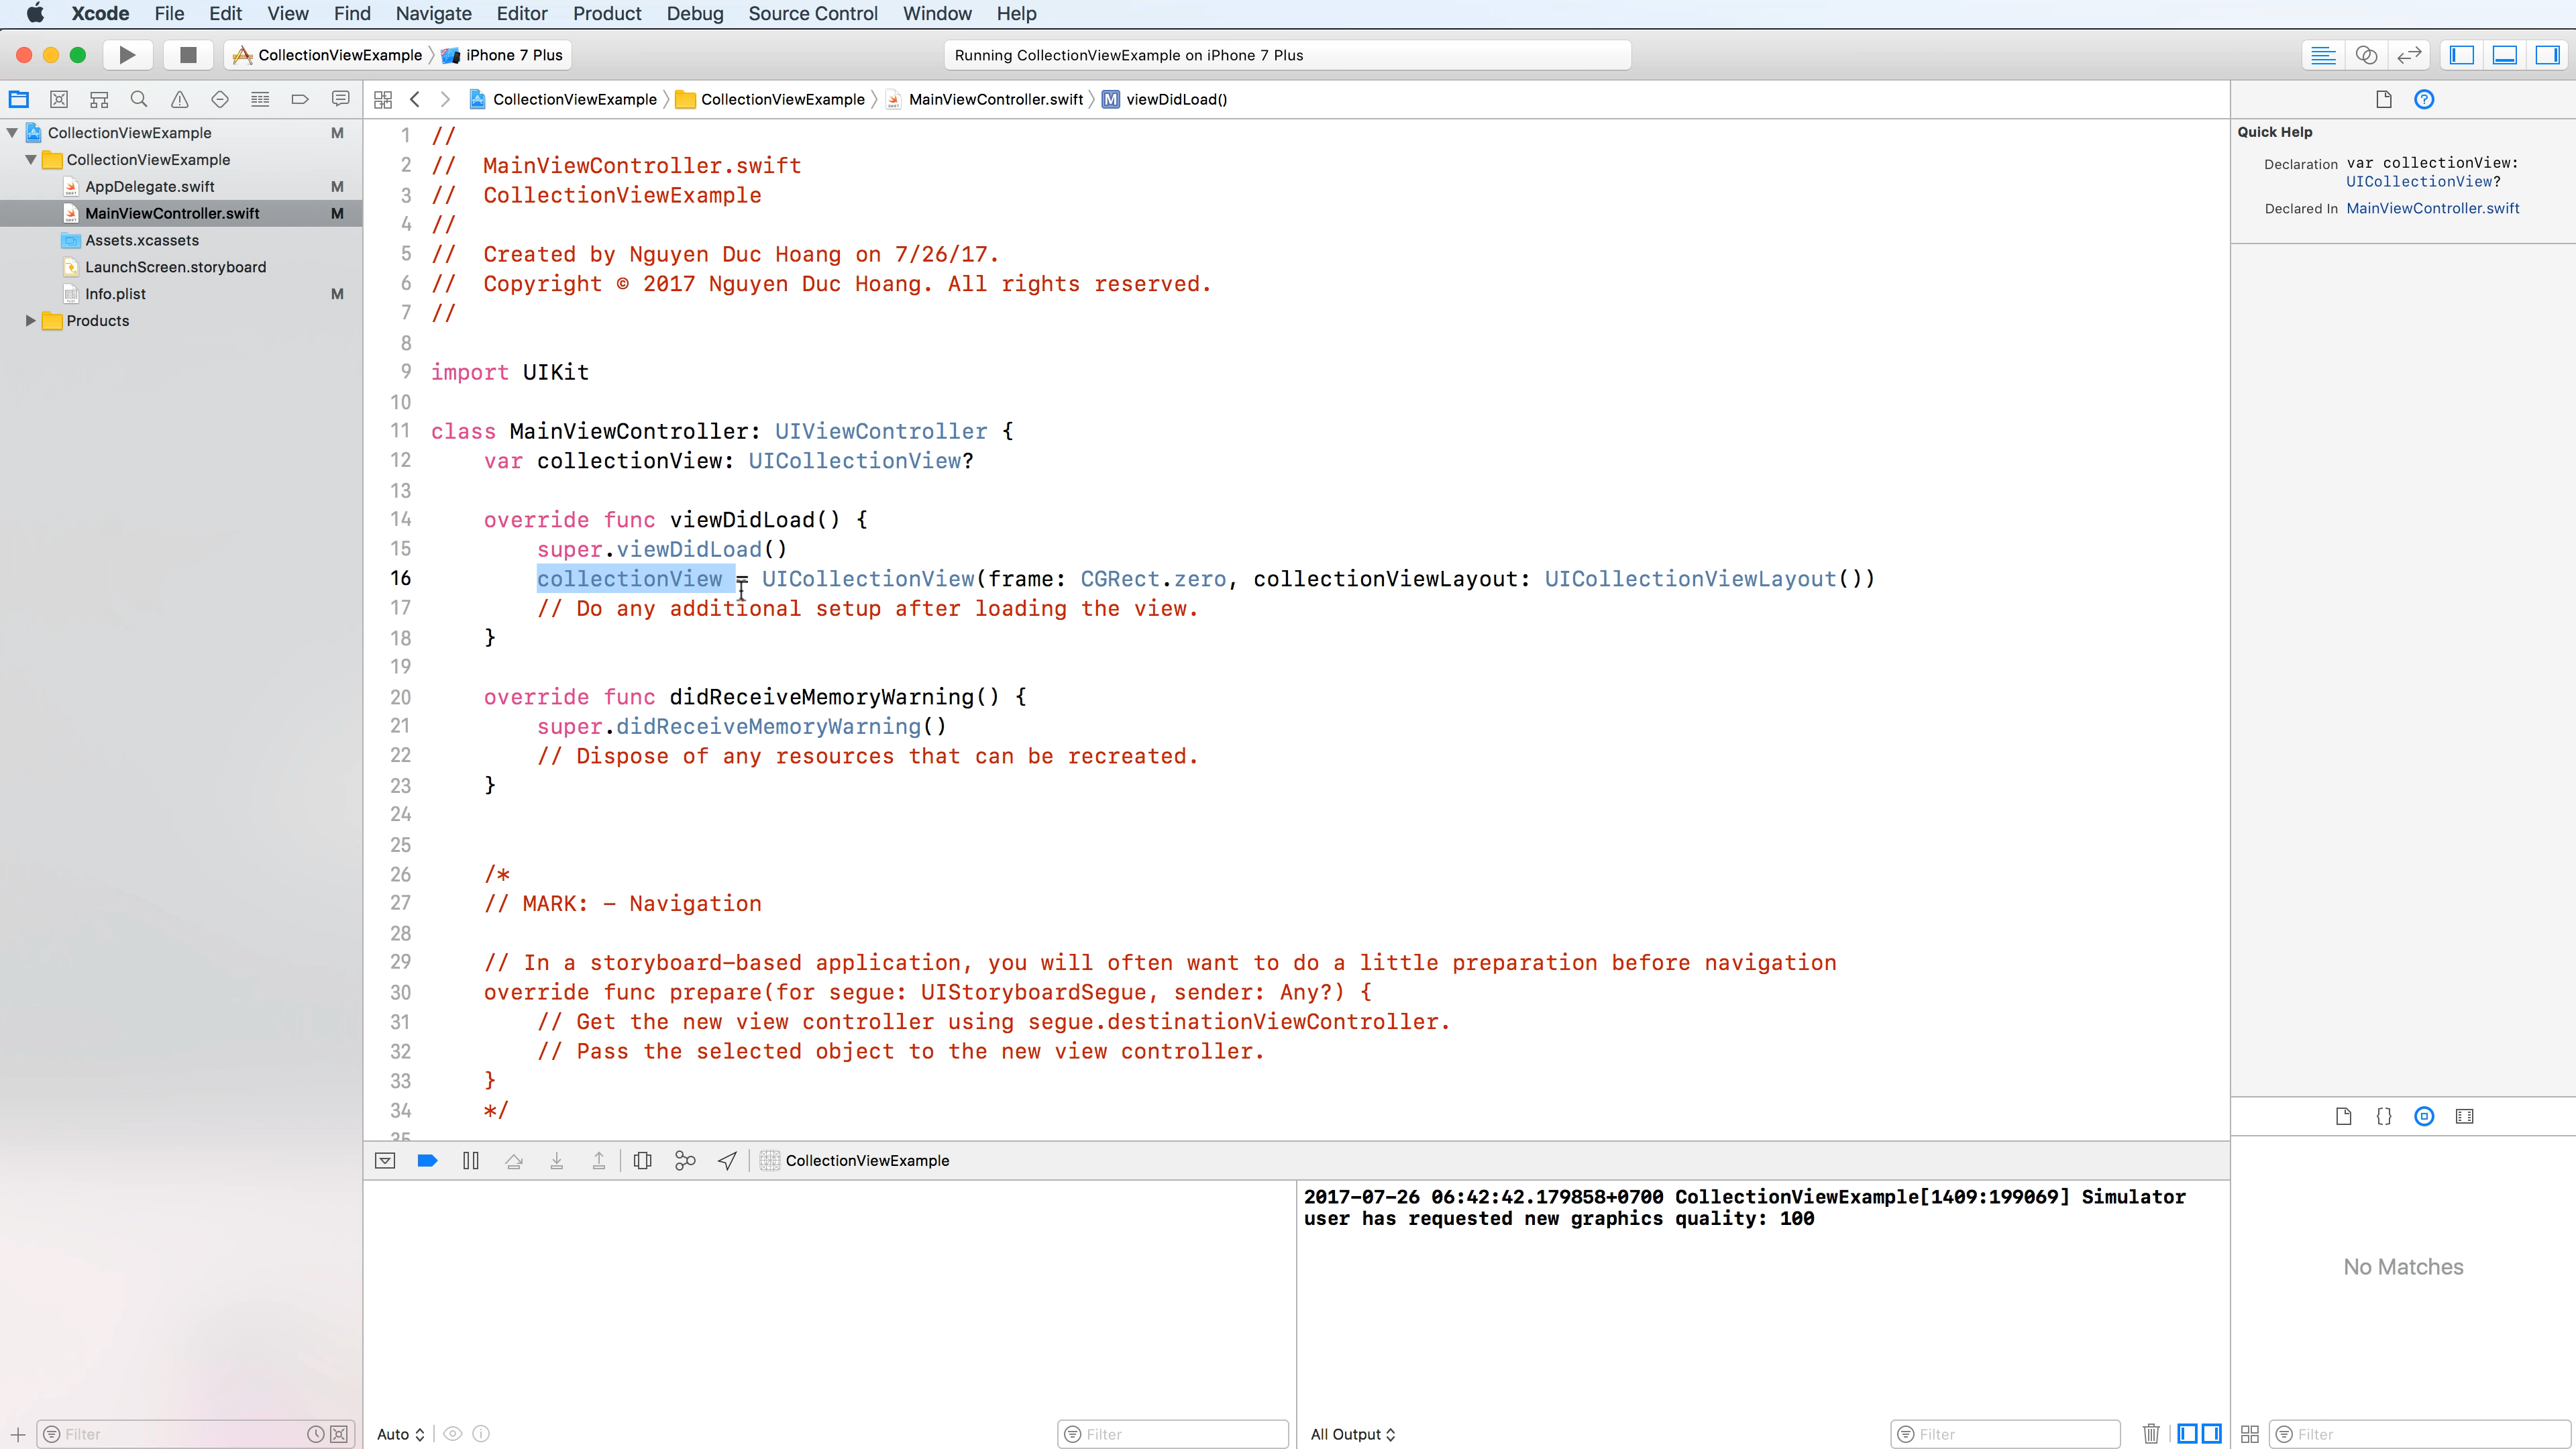 Xcode File Edit View Find Navigate Editor Product Debug Source Control Window Help
CollectionViewExample iPhone 7 Plus
Running CollectionViewExample on iPhone 7 Plus
CollectionViewExample CollectionViewExample MainViewController.swift M viewDidLoad()
CollectionViewExample M
CollectionViewExample
AppDelegate.swift M
MainViewController.swift M
Assets.xcassets
LaunchScreen.storyboard
Info.plist M
Products
Filter
1 //
2 //  MainViewController.swift
3 //  CollectionViewExample
4 //
5 //  Created by Nguyen Duc Hoang on 7/26/17.
6 //  Copyright © 2017 Nguyen Duc Hoang. All rights reserved.
7 //
8
9 import UIKit
10
11 class MainViewController: UIViewController {
12     var collectionView: UICollectionView?
13
14     override func viewDidLoad() {
15         super.viewDidLoad()
16         collectionView = UICollectionView(frame: CGRect.zero, collectionViewLayout: UICollectionViewLayout())
17         // Do any additional setup after loading the view.
18     }
19
20     override func didReceiveMemoryWarning() {
21         super.didReceiveMemoryWarning()
22         // Dispose of any resources that can be recreated.
23     }
24
25
26     /*
27     // MARK: - Navigation
28
29     // In a storyboard-based application, you will often want to do a little preparation before navigation
30     override func prepare(for segue: UIStoryboardSegue, sender: Any?) {
31         // Get the new view controller using segue.destinationViewController.
32         // Pass the selected object to the new view controller.
33     }
34     */
35
CollectionViewExample
Auto
Filter
2017-07-26 06:42:42.179858+0700 CollectionViewExample[1409:199069] Simulator
user has requested new graphics quality: 100
All Output
Filter
Quick Help
Declaration var collectionView:
UICollectionView?
Declared In MainViewController.swift
No Matches
Filter